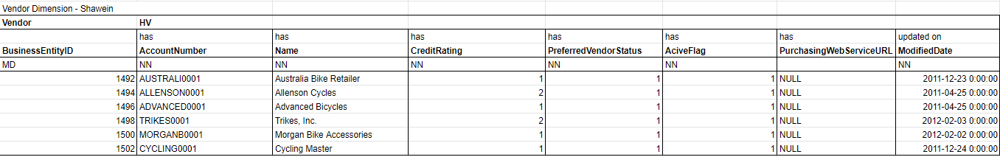 Vendor Dimension - Shawein
Vendor HV
has has has has has has updated on
BusinessEntityID AccountNumber Name CreditRating PreferredVendorStatus AciveFlag PurchasingWebServiceURL ModifiedDate
MD NN NN NN NN NN NN
1492 AUSTRALI0001 Australia Bike Retailer 1 1 1 NULL 2011-12-23 0:00:00
1494 ALLENSON0001 Allenson Cycles 2 1 1 NULL 2011-04-25 0:00:00
1496 ADVANCED0001 Advanced Bicycles 1 1 1 NULL 2011-04-25 0:00:00
1498 TRIKES0001 Trikes, Inc. 2 1 1 NULL 2012-02-03 0:00:00
1500 MORGANB0001 Morgan Bike Accessories 1 1 1 NULL 2012-02-02 0:00:00
1502 CYCLING0001 Cycling Master 1 1 1 NULL 2011-12-24 0:00:00